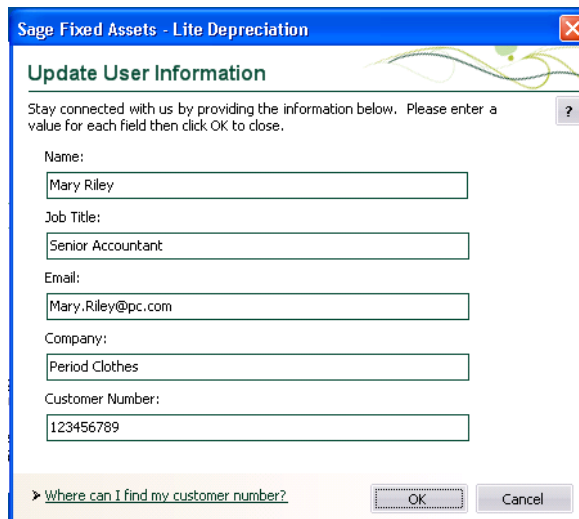 Sage Fixed Assets - Lite Depreciation
Update User Information
Stay connected with us by providing the information below. Please enter a
value for each field then click OK to close.
?
Name:
Mary Riley
Job Title:
Senior Accountant
Email:
Mary.Riley@pc.com
Company:
Period Clothes
Customer Number:
123456789
Where can I find my customer number?
OK
Cancel